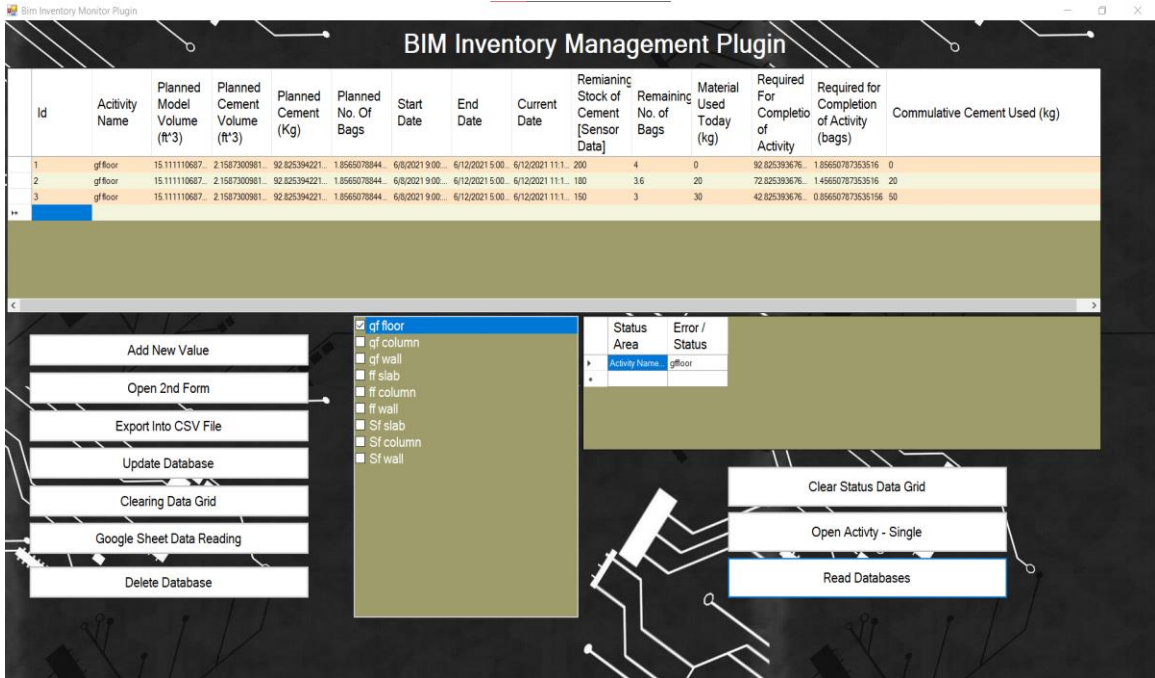 Bim Inventory Monitor Plugin
BIM Inventory Management Plugin
Id
Acitivity Name
Planned Model Volume (ft^3)
Planned Cement Volume (ft^3)
Planned Cement (Kg)
Planned No. Of Bags
Start Date
End Date
Current Date
Remianing Stock of Cement [Sensor Data]
Remaining No. of Bags
Material Used Today (kg)
Required For Completio of Activity
Required for Completion of Activity (bags)
Commulative Cement Used (kg)
1 gf floor 15.111110687... 2.1587300981... 92.825394221... 1.8565078844... 6/8/2021 9:00... 6/12/2021 5:00... 6/12/2021 11:1... 200 4 0 92.825393676... 1.85650787353516 0
2 gf floor 15.111110687... 2.1587300981... 92.825394221... 1.8565078844... 6/8/2021 9:00... 6/12/2021 5:00... 6/12/2021 11:1... 180 3.6 20 72.825393676... 1.45650787353516 20
3 gf floor 15.111110687... 2.1587300981... 92.825394221... 1.8565078844... 6/8/2021 9:00... 6/12/2021 5:00... 6/12/2021 11:1... 150 3 30 42.825393676... 0.856507873535156 50
Add New Value
Open 2nd Form
Export Into CSV File
Update Database
Clearing Data Grid
Google Sheet Data Reading
Delete Database
gf floor
gf column
gf wall
ff slab
ff column
ff wall
Sf slab
Sf column
Sf wall
Status Area
Error / Status
Activity Name... gffloor
Clear Status Data Grid
Open Activty - Single
Read Databases